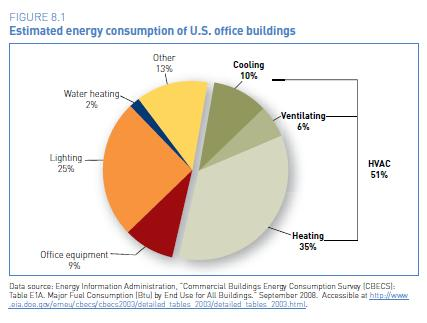 FIGURE 8.1
Estimated energy consumption of U.S. office buildings
Other
13%
Cooling
10%
Water heating
2%
Ventilating
6%
Lighting
25%
HVAC
51%
Heating
35%
Office equipment
9%
Data source: Energy Information Administration, "Commercial Buildings Energy Consumption Survey (CBECS):
Table E1A. Major Fuel Consumption (Btu) by End Use for All Buildings." September 2008. Accessible at http://www
.eia.doe.gov/emeu/cbecs/cbecs2003/detailed_tables_2003/detailed_tables_2003.html.